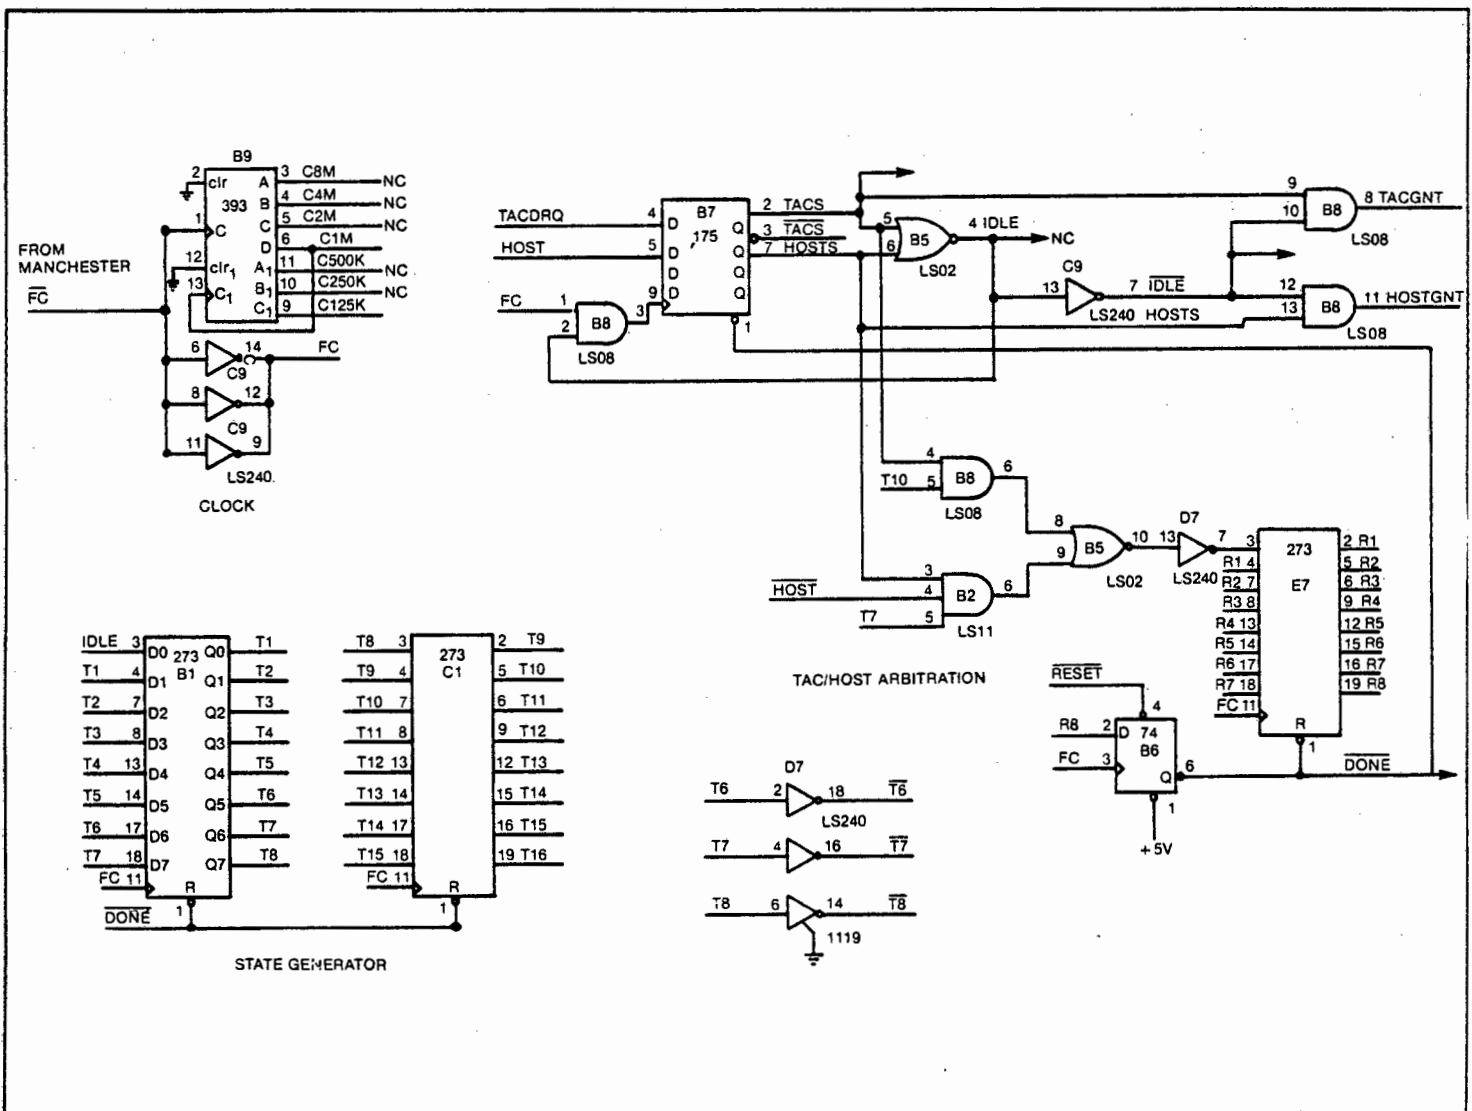 B9
2 clr 393 A 3 C8M NC
B 4 C4M NC
1 C C 5 C2M NC
D 6 C1M
12 clr1 A1 11 C500K NC
13 C1 B1 10 C250K NC
C1 9 C125K
FROM
MANCHESTER
F̅C̅
6 14 FC
C9
8 12
C9
11 9
LS240
CLOCK
TACDRQ 4 D B7 Q 2 TACS
175
3 T̅A̅C̅S̅
HOST 5 D Q 7 HOSTS
D Q
D Q
FC 1
2 B8 3 9
LS08
1
5
6 B5 4 IDLE NC
LS02
C9
13 7 I̅D̅L̅E̅
LS240 HOSTS
9
10 B8 8 TACGNT
LS08
12
13 B8 11 HOSTGNT
LS08
4
T10 5 B8 6
LS08
3
H̅O̅S̅T̅ 4 B2 6
T7 5
LS11
8
9 B5 10
LS02
D7
13 7
LS240
3 273 2 R1
R1 4 E7 5 R2
R2 7 6 R3
R3 8 9 R4
R4 13 12 R5
R5 14 15 R6
R6 17 16 R7
R7 18 19 R8
FC 11 R
1
TAC/HOST ARBITRATION
R̅E̅S̅E̅T̅
4
R8 2 D 74
B6
FC 3 Q 6 D̅O̅N̅E̅
1
+5V
IDLE 3 D0 273 Q0 T1
B1
T1 4 D1 Q1 T2
T2 7 D2 Q2 T3
T3 8 D3 Q3 T4
T4 13 D4 Q4 T5
T5 14 D5 Q5 T6
T6 17 D6 Q6 T7
T7 18 D7 Q7 T8
FC 11 R
D̅O̅N̅E̅ 1
T8 3 273 2 T9
C1
T9 4 5 T10
T10 7 6 T11
T11 8 9 T12
T12 13 12 T13
T13 14 15 T14
T14 17 16 T15
T15 18 19 T16
FC 11 R
1
STATE GENERATOR
D7
T6 2 18 T̅6̅
LS240
T7 4 16 T̅7̅
T8 6 14 T̅8̅
1119